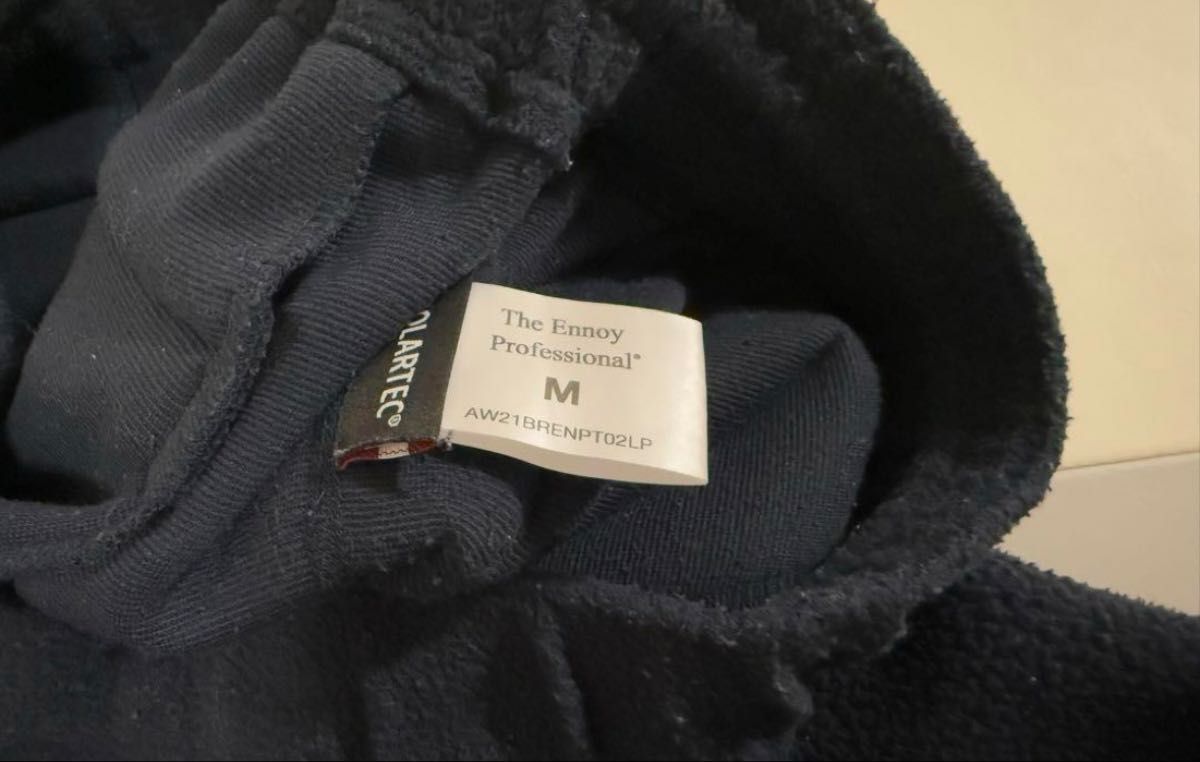 The Ennoy
Professional®
M
AW21BRENPT02LP
OLARTEC®